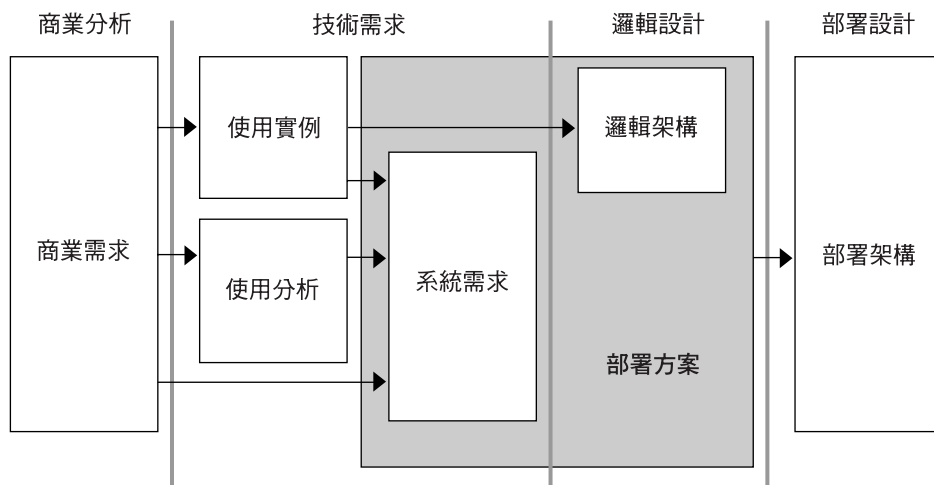 商業分析
技術需求
邏輯設計
部署設計
使用實例
邏輯架構
商業需求
使用分析
系統需求
部署架構
部署方案